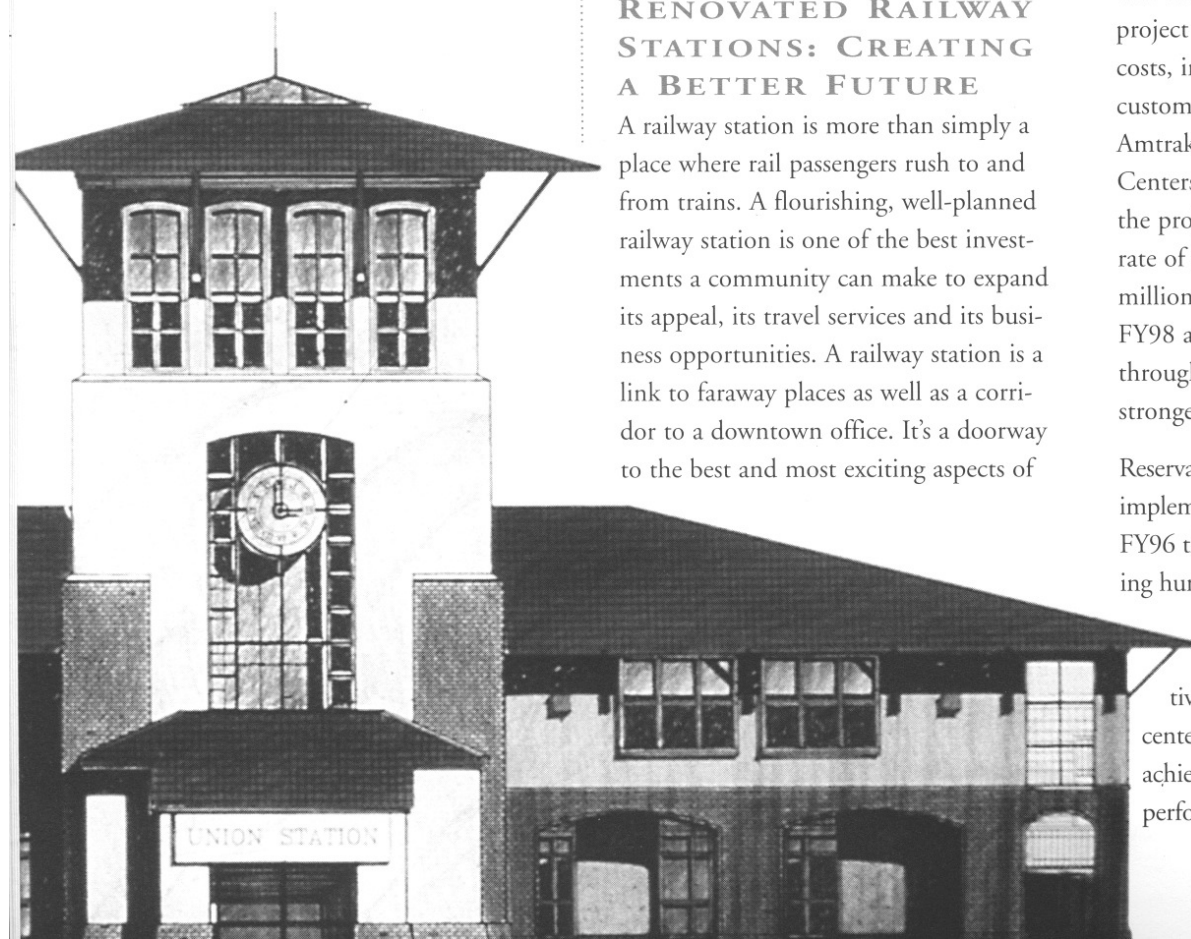 RENOVATED RAILWAY
STATIONS: CREATING
A BETTER FUTURE
A railway station is more than simply a
place where rail passengers rush to and
from trains. A flourishing, well-planned
railway station is one of the best invest-
ments a community can make to expand
its appeal, its travel services and its busi-
ness opportunities. A railway station is a
link to faraway places as well as a corri-
dor to a downtown office. It's a doorway
to the best and most exciting aspects of
project
costs, i
custom
Amtrak
Centers
the pro
rate of
million
FY98 a
through
stronge
Reserva
implem
FY96 t
ing hu
tiv
cente
achie
perfo
UNION STATION